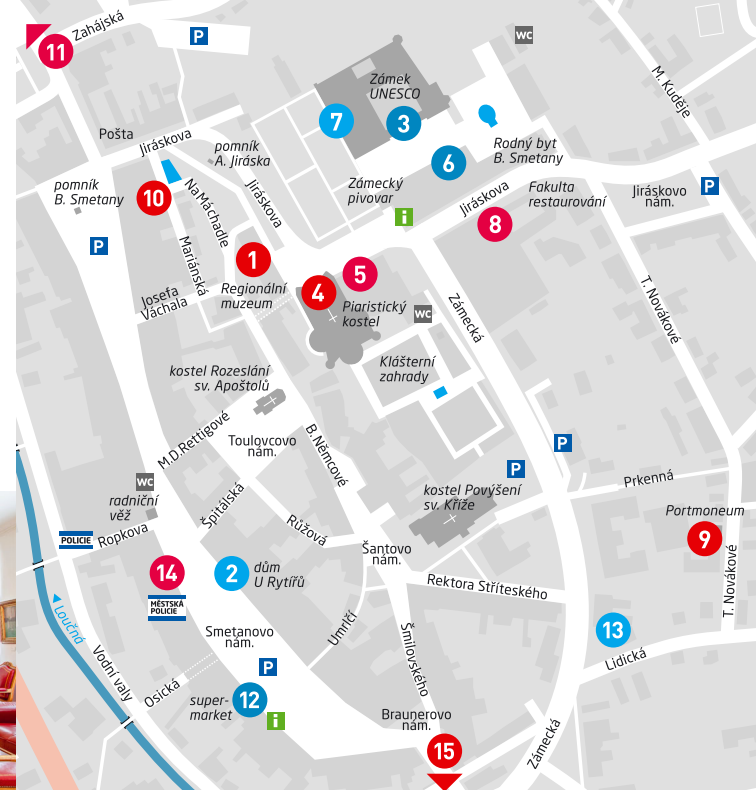 Zahájská
11
P
WC
Zámek
UNESCO
M. Kuděje
7
3
Pošta
Jiráskova
pomník
A. Jiráska
6
Rodný byt
B. Smetany
pomník
B. Smetany
10
Na Máchadle
Jiráskova
Zámecký
pivovar
i
Jiráskova
8
Fakulta
restaurování
Jiráskovo
nám.
P
P
Mariánská
1
Regionální
muzeum
Josefa
Váchala
4
5
Piaristický
kostel
WC
Zámecká
T. Novákové
kostel Rozeslání
sv. Apoštolů
Klášterní
zahrady
M.D.Rettigové
Toulovcovo
nám.
B.Němcové
P
P
WC
radniční
věž
Špitálská
Růžová
kostel Povýšení
sv. Kříže
Prkenná
Portmoneum
9
POLICIE
Ropkova
Šantovo
nám.
14
2
dům
U Rytířů
MĚSTSKÁ
POLICIE
Rektora Stříteského
T. Novákové
Loučná
Smetanovo
nám.
Umrlčí
Šmilovského
13
Lidická
Vodní valy
P
Osická
super-
market
12
i
Braunerovo
nám.
15
Zámecká